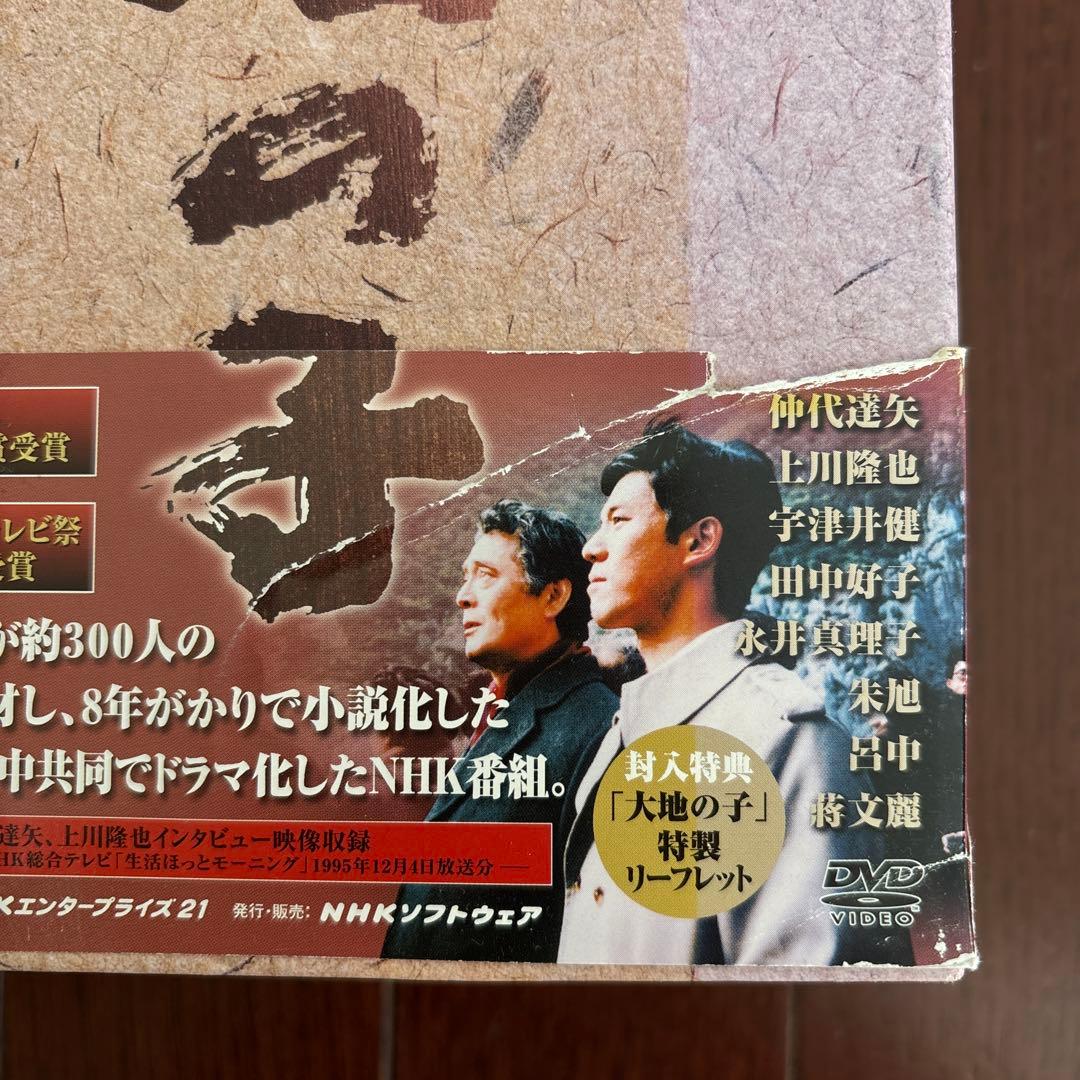 の
子
賞受賞
テレビ祭
受賞
が約300人の
材し、8年がかりで小説化した
中共同でドラマ化したNHK番組。
達矢、上川隆也インタビュー映像収録
HK総合テレビ「生活ほっとモーニング」1995年12月4日放送分
Kエンタープライズ21 発行・販売: NHKソフトウェア
仲代達矢
上川隆也
宇津井健
田中好子
永井真理子
朱旭
呂中
蒋文麗
封入特典
「大地の子」
特製
リーフレット
DVD
VIDEO